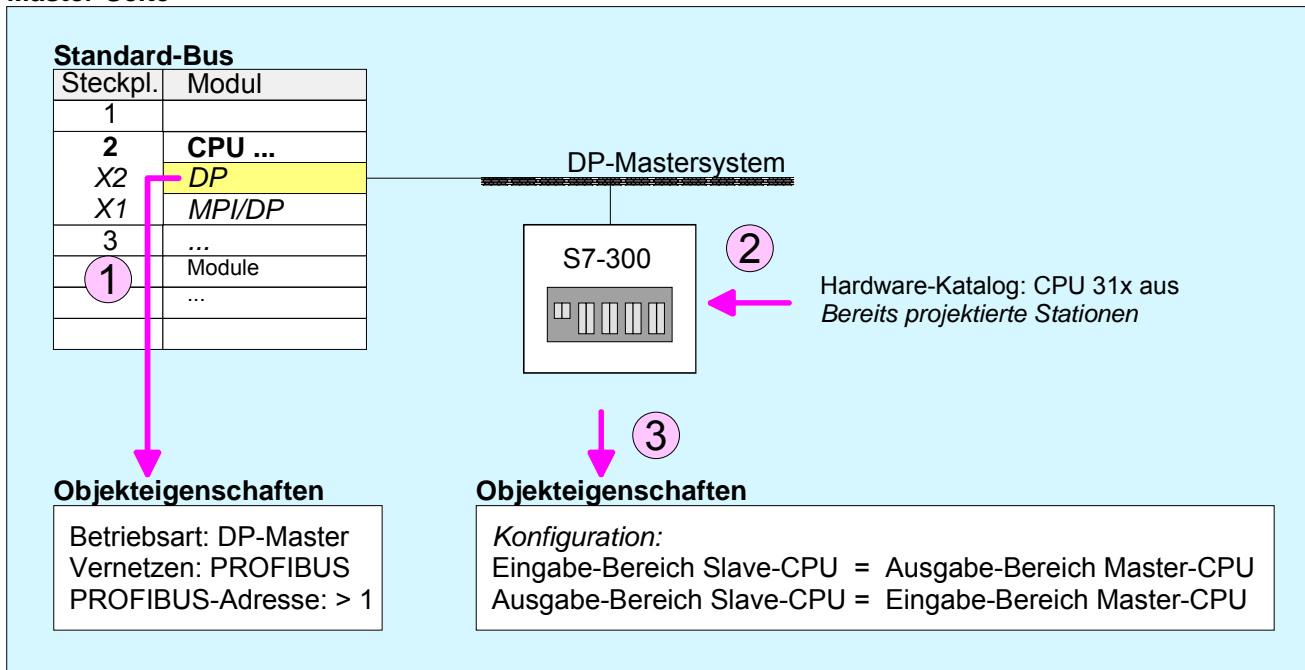 Master-Seite
Standard-Bus
Steckpl. Modul
1
2 CPU ...
X2 DP
X1 MPI/DP
3 ...
Module
...
1
DP-Mastersystem
S7-300
2
Hardware-Katalog: CPU 31x aus
Bereits projektierte Stationen
3
Objekteigenschaften
Betriebsart: DP-Master
Vernetzen: PROFIBUS
PROFIBUS-Adresse: > 1
Objekteigenschaften
Konfiguration:
Eingabe-Bereich Slave-CPU = Ausgabe-Bereich Master-CPU
Ausgabe-Bereich Slave-CPU = Eingabe-Bereich Master-CPU